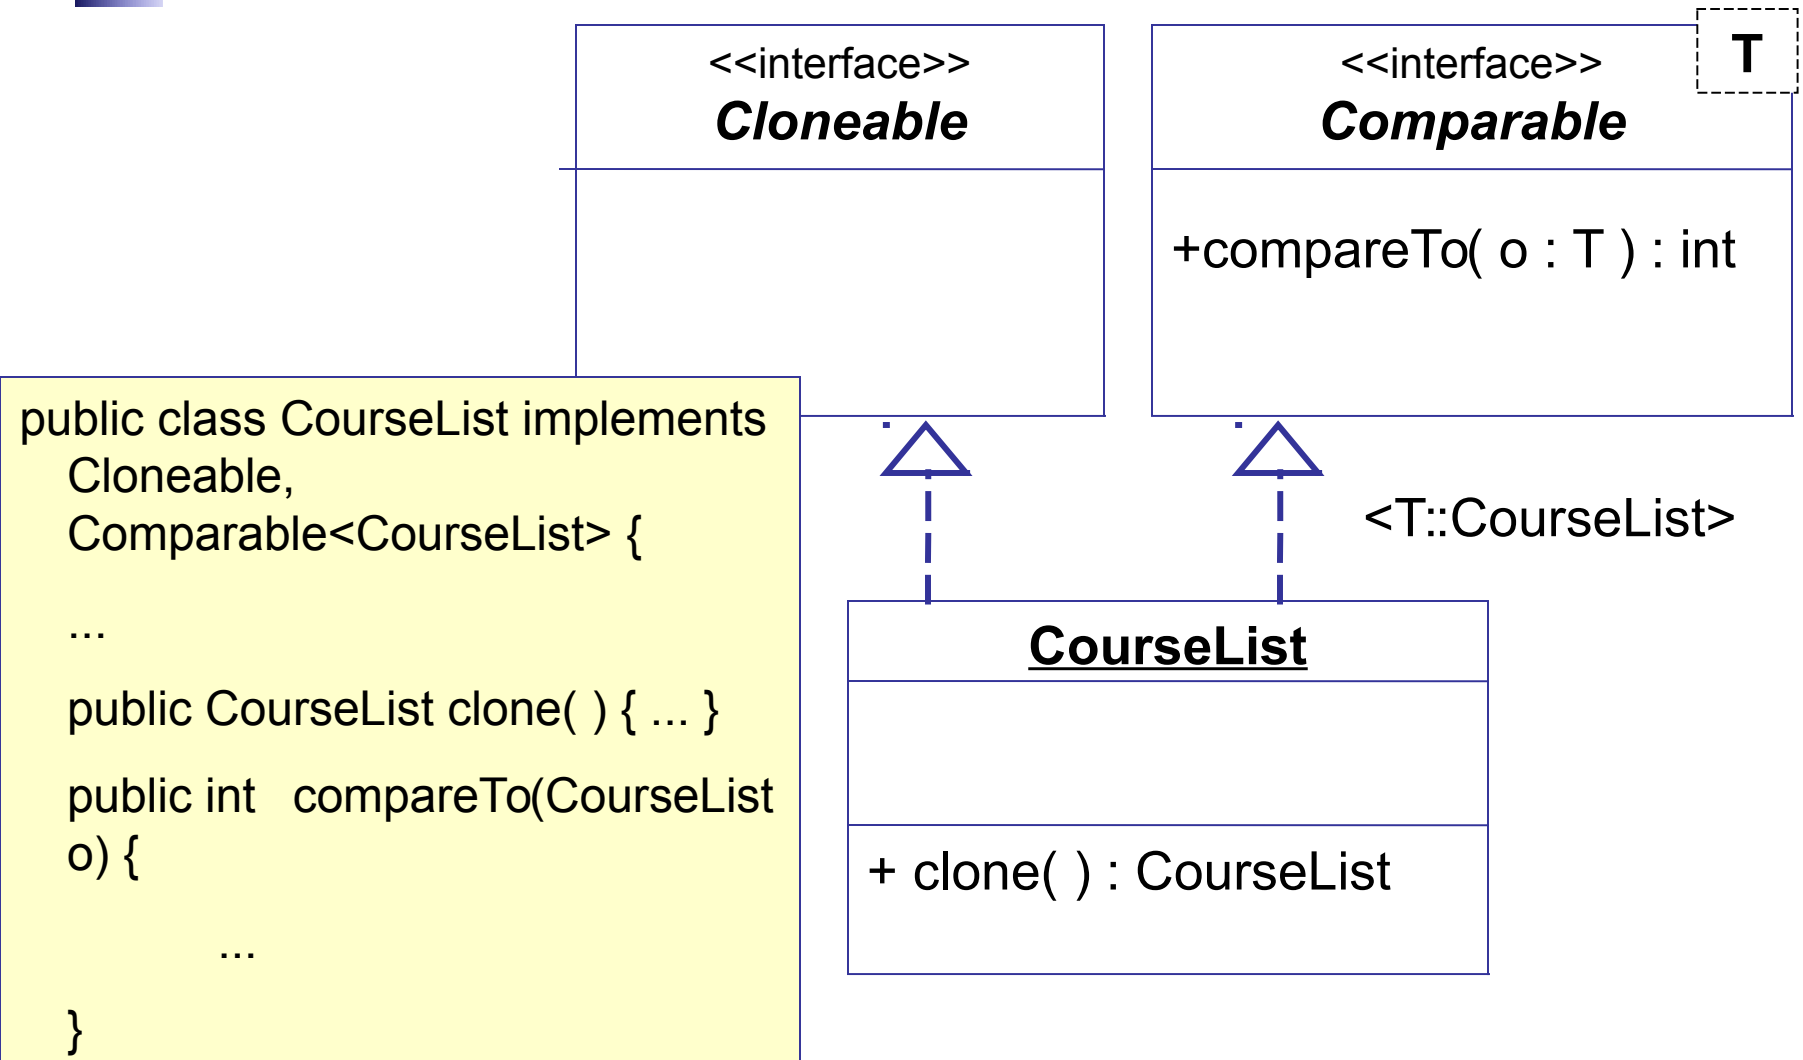 <<interface>>
Cloneable
<<interface>>
Comparable
T
+compareTo( o : T ) : int
public class CourseList implements
Cloneable,
Comparable<CourseList> {
...
public CourseList clone( ) { ... }
public int compareTo(CourseList
o) {
...
}
<T::CourseList>
CourseList
+ clone( ) : CourseList